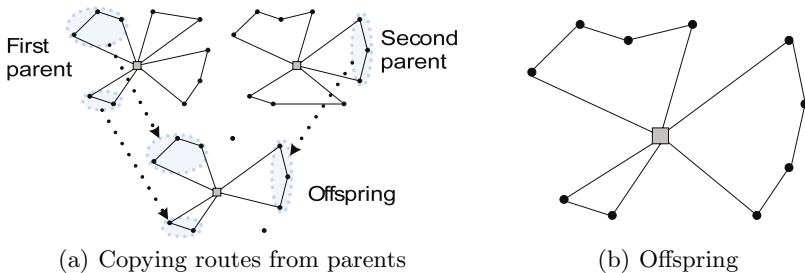 First
parent
Second
parent
Offspring
(a) Copying routes from parents
(b) Offspring